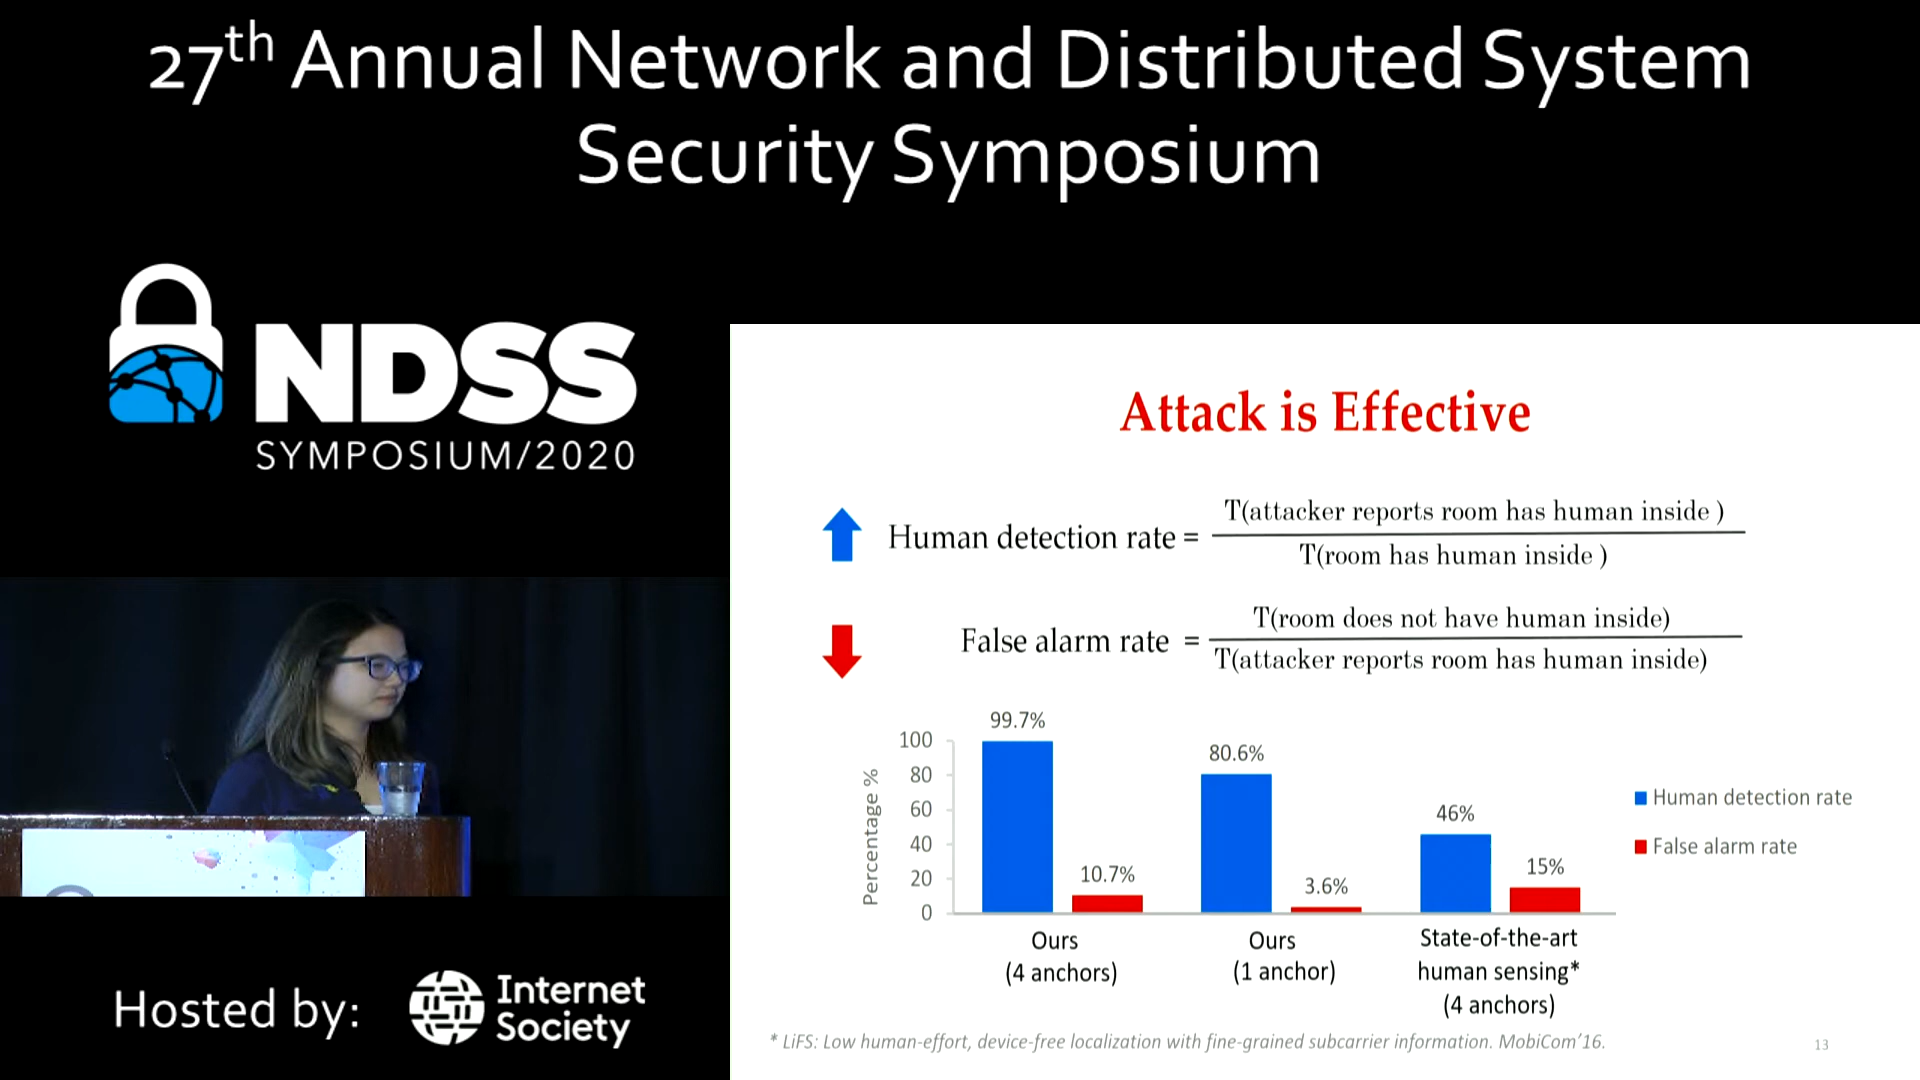 27th Annual Network and Distributed System
Security Symposium
NDSS
SYMPOSIUM/2020
Attack is Effective
Human detection rate = T(attacker reports room has human inside )
T(room has human inside )
False alarm rate = T(room does not have human inside)
T(attacker reports room has human inside)
Percentage %
100
80
60
40
20
0
99.7%
10.7%
80.6%
3.6%
46%
15%
Human detection rate
False alarm rate
Ours
(4 anchors)
Ours
(1 anchor)
State-of-the-art
human sensing*
(4 anchors)
* LiFS: Low human-effort, device-free localization with fine-grained subcarrier information. MobiCom'16.
13
Hosted by:
Internet
Society